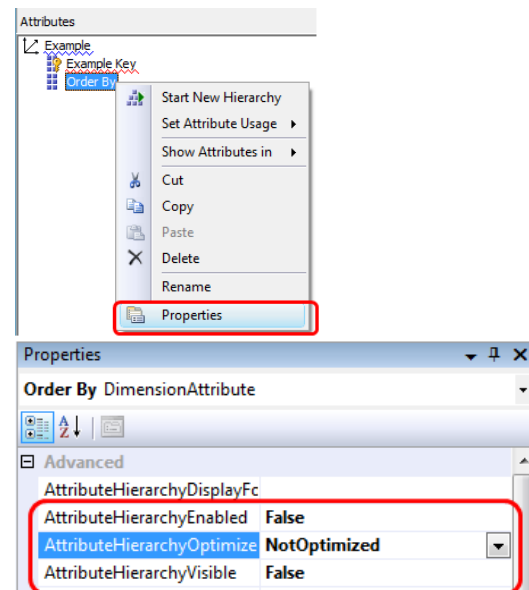 Attributes
Example
Example Key
Order By
Start New Hierarchy
Set Attribute Usage
Show Attributes in
Cut
Copy
Paste
Delete
Rename
Properties
Properties
Order By DimensionAttribute
Advanced
AttributeHierarchyDisplayFc
AttributeHierarchyEnabled False
AttributeHierarchyOptimize NotOptimized
AttributeHierarchyVisible False